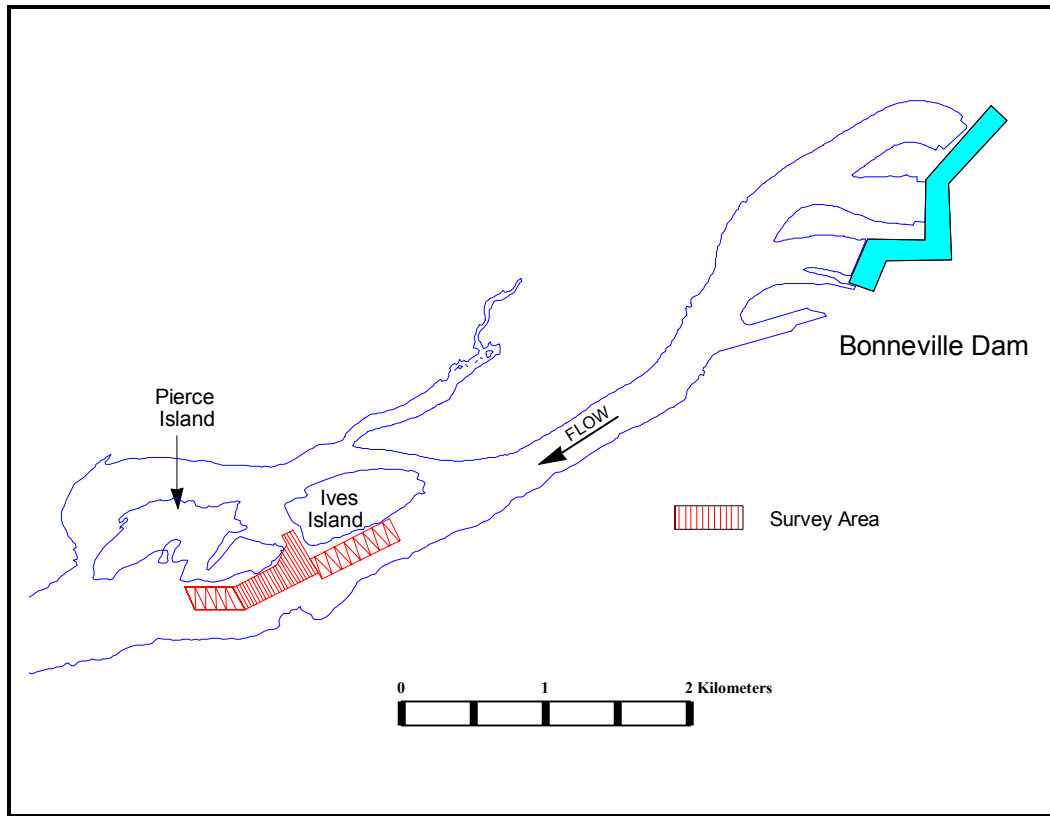 Bonneville Dam
Pierce
Island
FLOW
Ives
Island
Survey Area
0 1 2 Kilometers